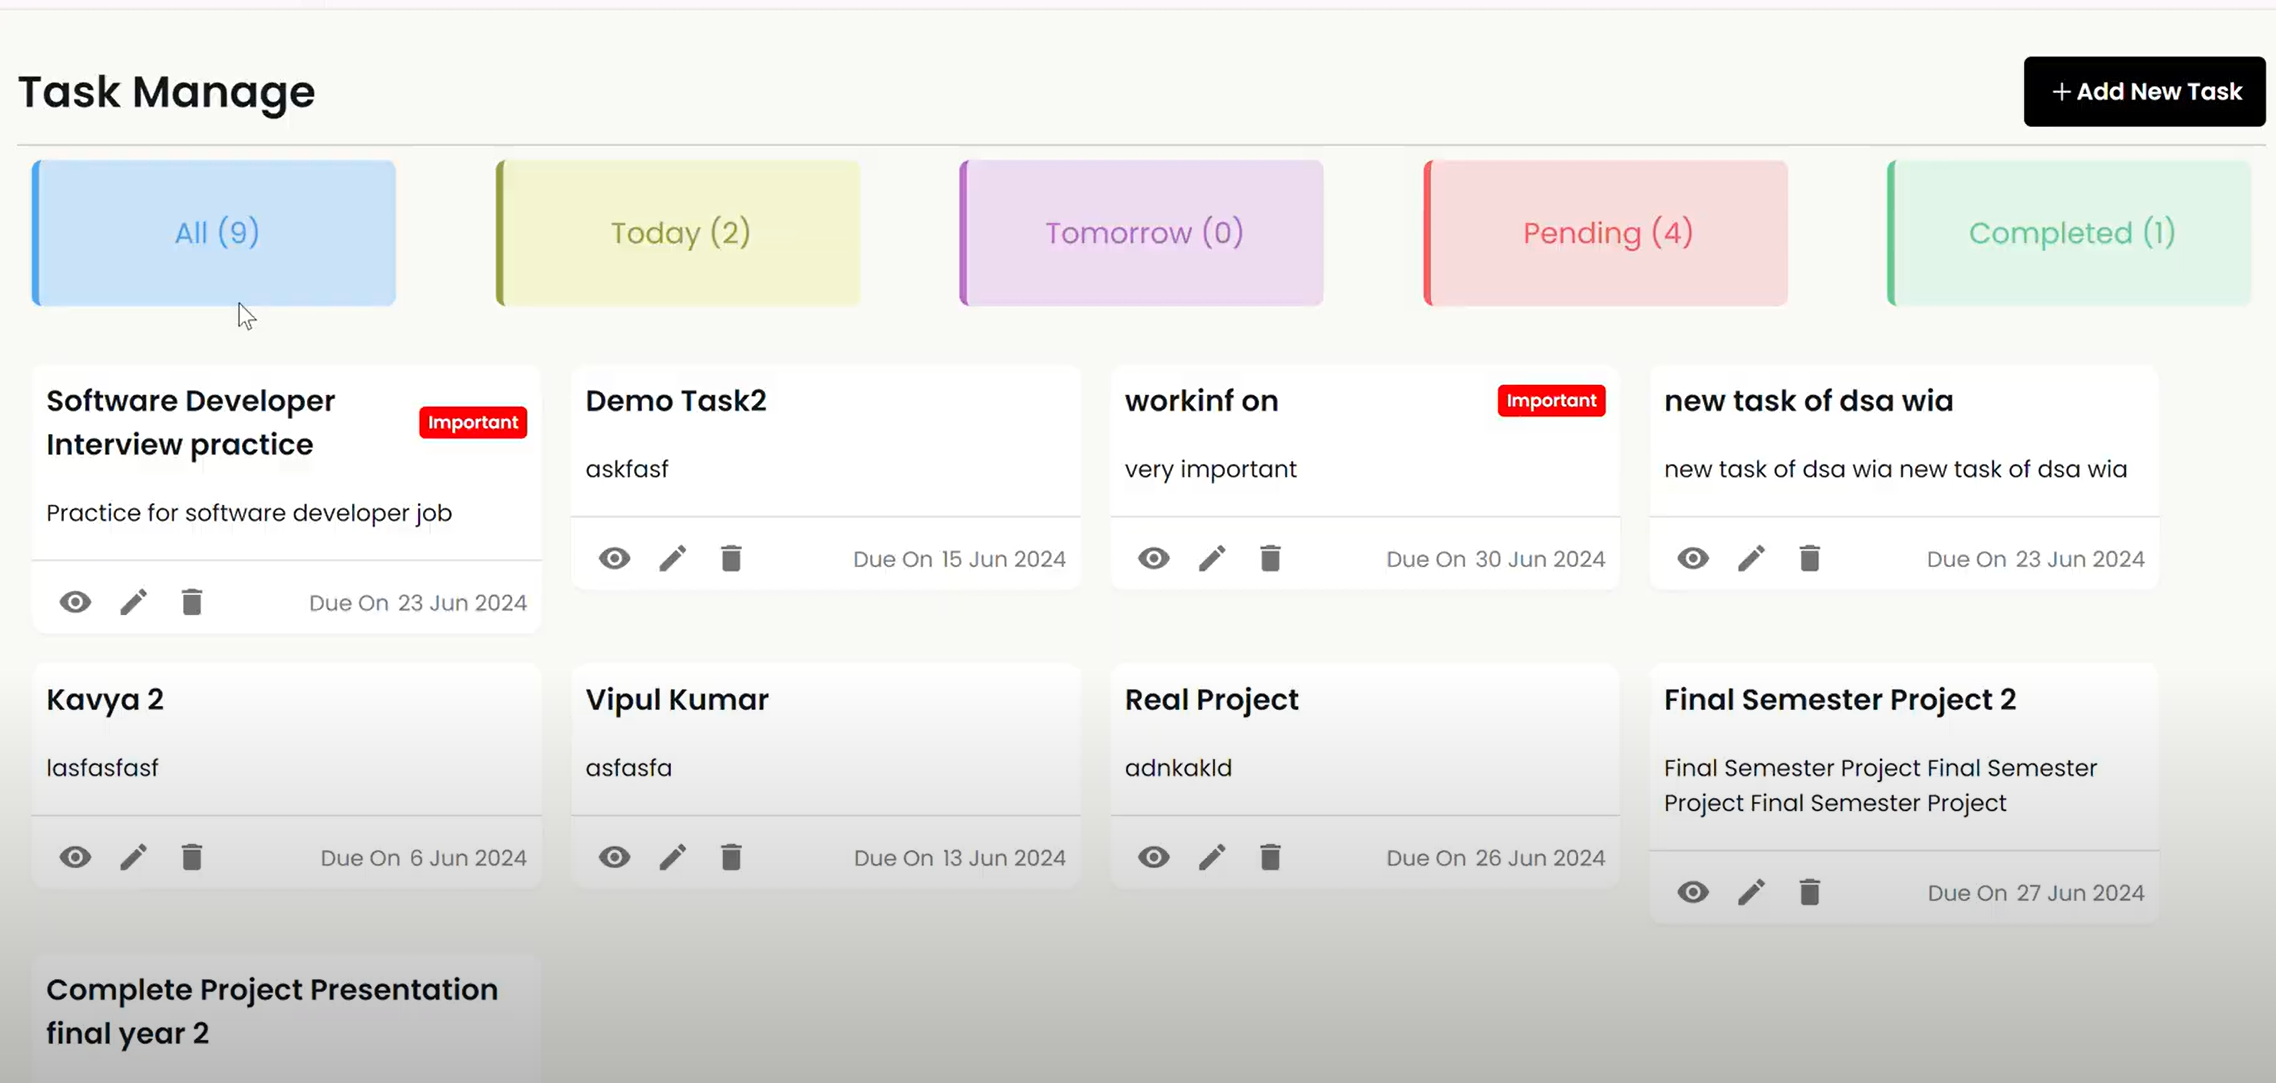 Task Manage
+ Add New Task
All (9)
Today (2)
Tomorrow (0)
Pending (4)
Completed (1)
Software Developer
Interview practice
Important
Practice for software developer job
Due On 23 Jun 2024
Demo Task2
askfasf
Due On 15 Jun 2024
workinf on
Important
very important
Due On 30 Jun 2024
new task of dsa wia
new task of dsa wia new task of dsa wia
Due On 23 Jun 2024
Kavya 2
lasfasfasf
Due On 6 Jun 2024
Vipul Kumar
asfasfa
Due On 13 Jun 2024
Real Project
adnkakld
Due On 26 Jun 2024
Final Semester Project 2
Final Semester Project Final Semester
Project Final Semester Project
Due On 27 Jun 2024
Complete Project Presentation
final year 2